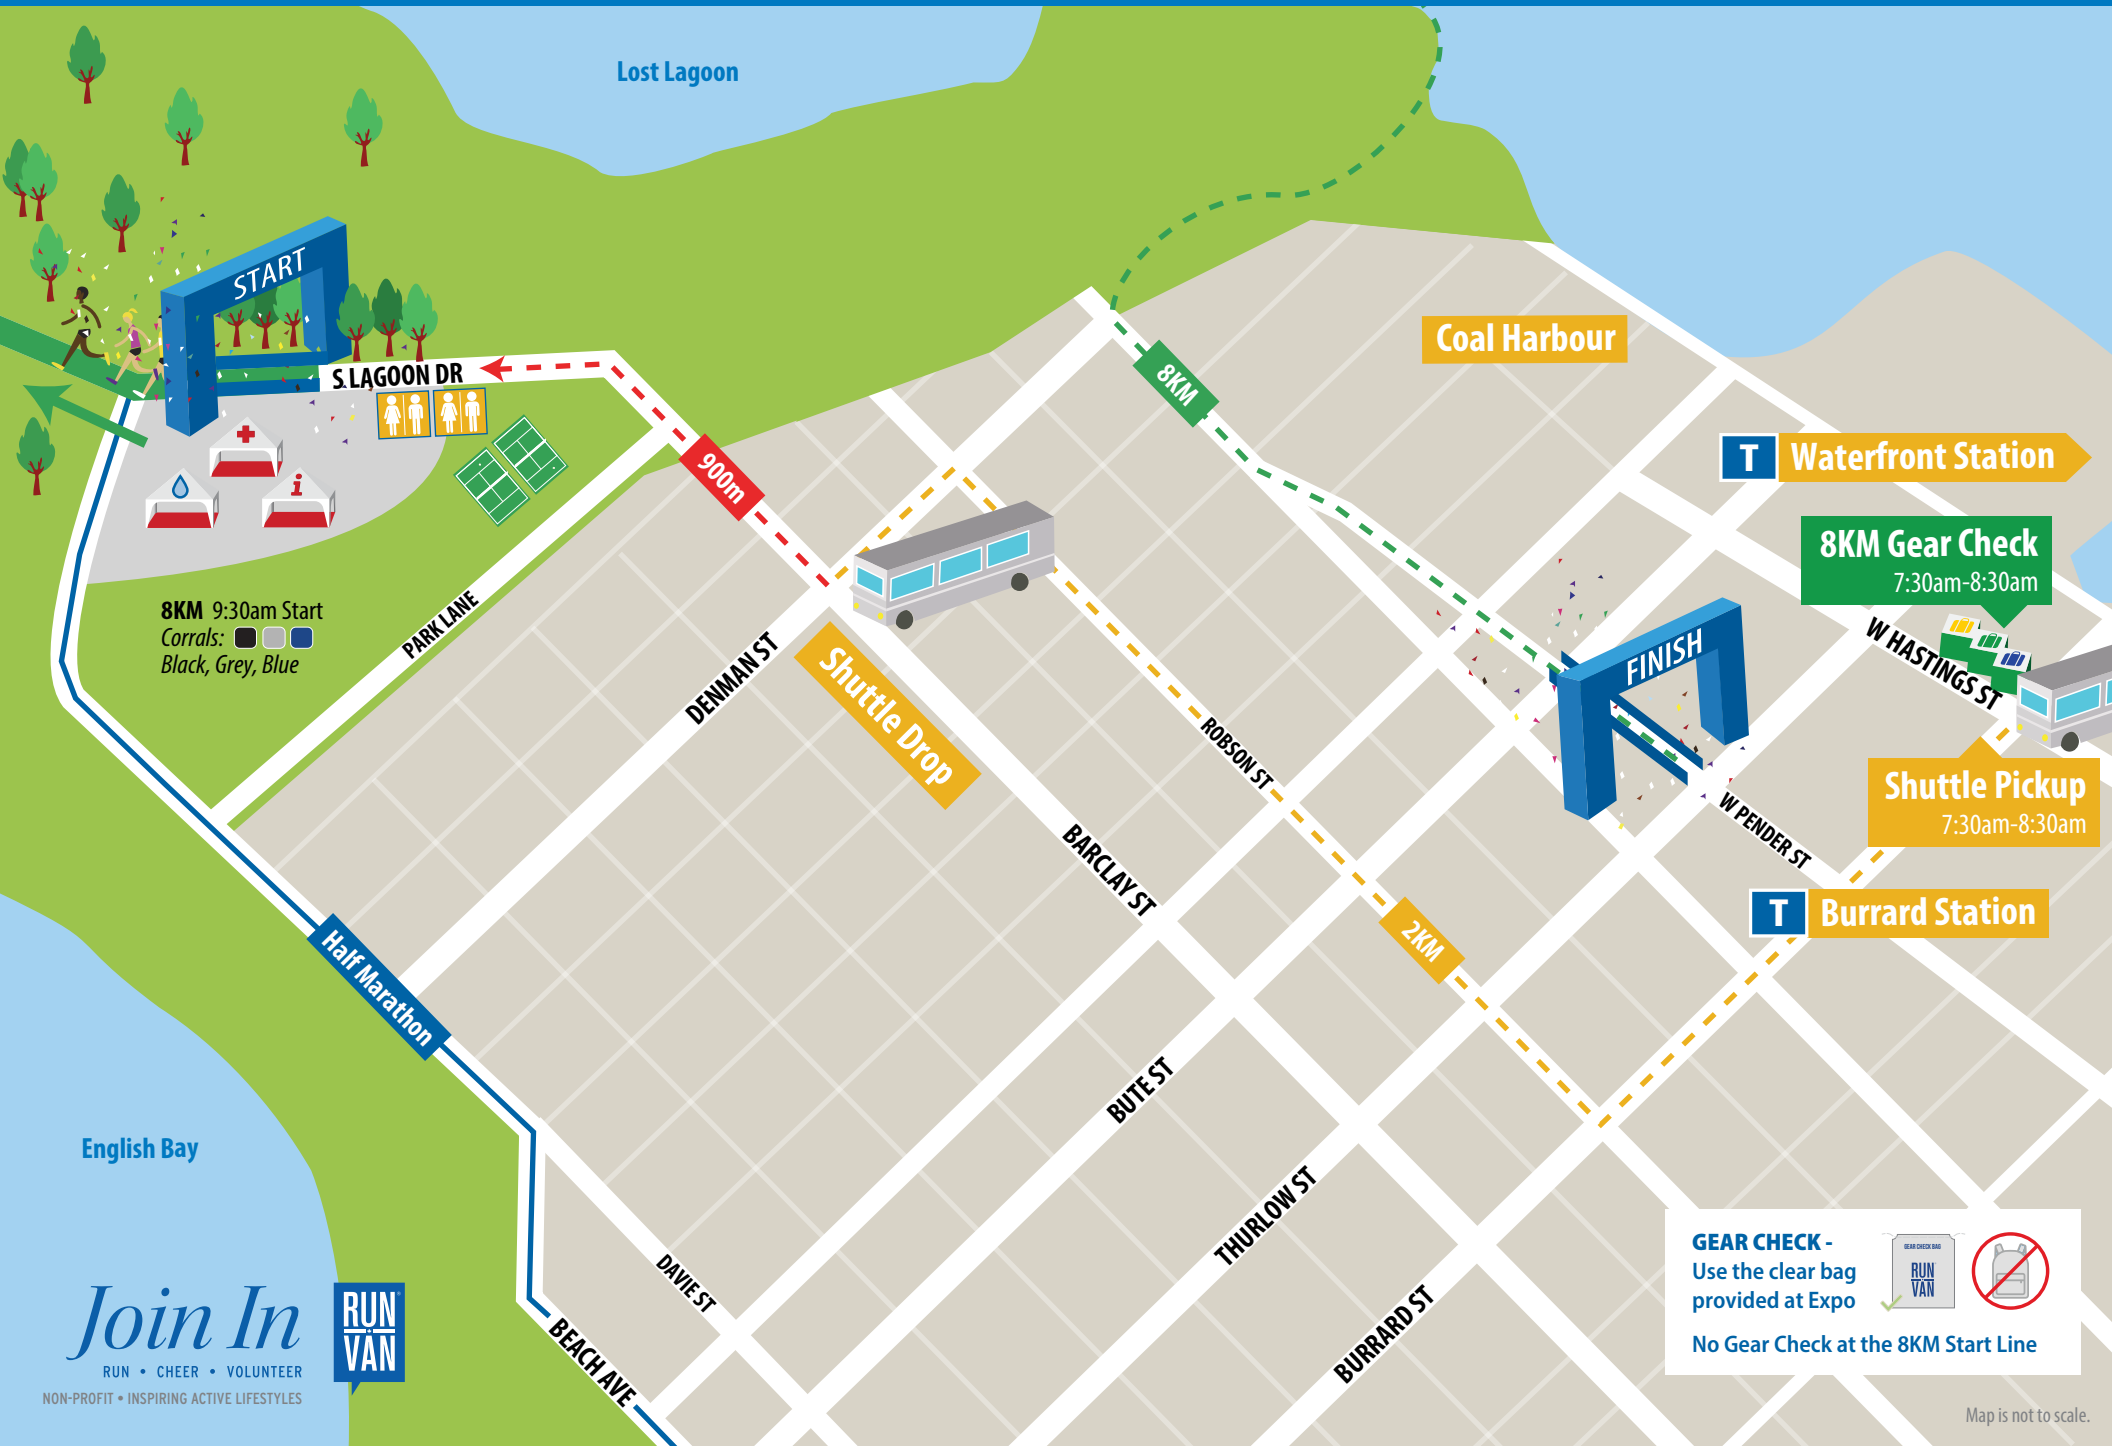 Lost Lagoon
START
S LAGOON DR
Coal Harbour
8KM
T Waterfront Station
900m
8KM Gear Check
7:30am-8:30am
8KM 9:30am Start
Corrals:
Black, Grey, Blue
PARK LANE
DENMAN ST
Shuttle Drop
FINISH
W HASTINGS ST
ROBSON ST
Shuttle Pickup
7:30am-8:30am
W PENDER ST
BARCLAY ST
2KM
T Burrard Station
Half Marathon
BUTE ST
English Bay
THURLOW ST
DAVIE ST
BURRARD ST
BEACH AVE
GEAR CHECK -
Use the clear bag
provided at Expo
No Gear Check at the 8KM Start Line
GEAR CHECK BAG
RUN
VAN
Join In
RUN • CHEER • VOLUNTEER
NON-PROFIT • INSPIRING ACTIVE LIFESTYLES
RUN
VAN
Map is not to scale.